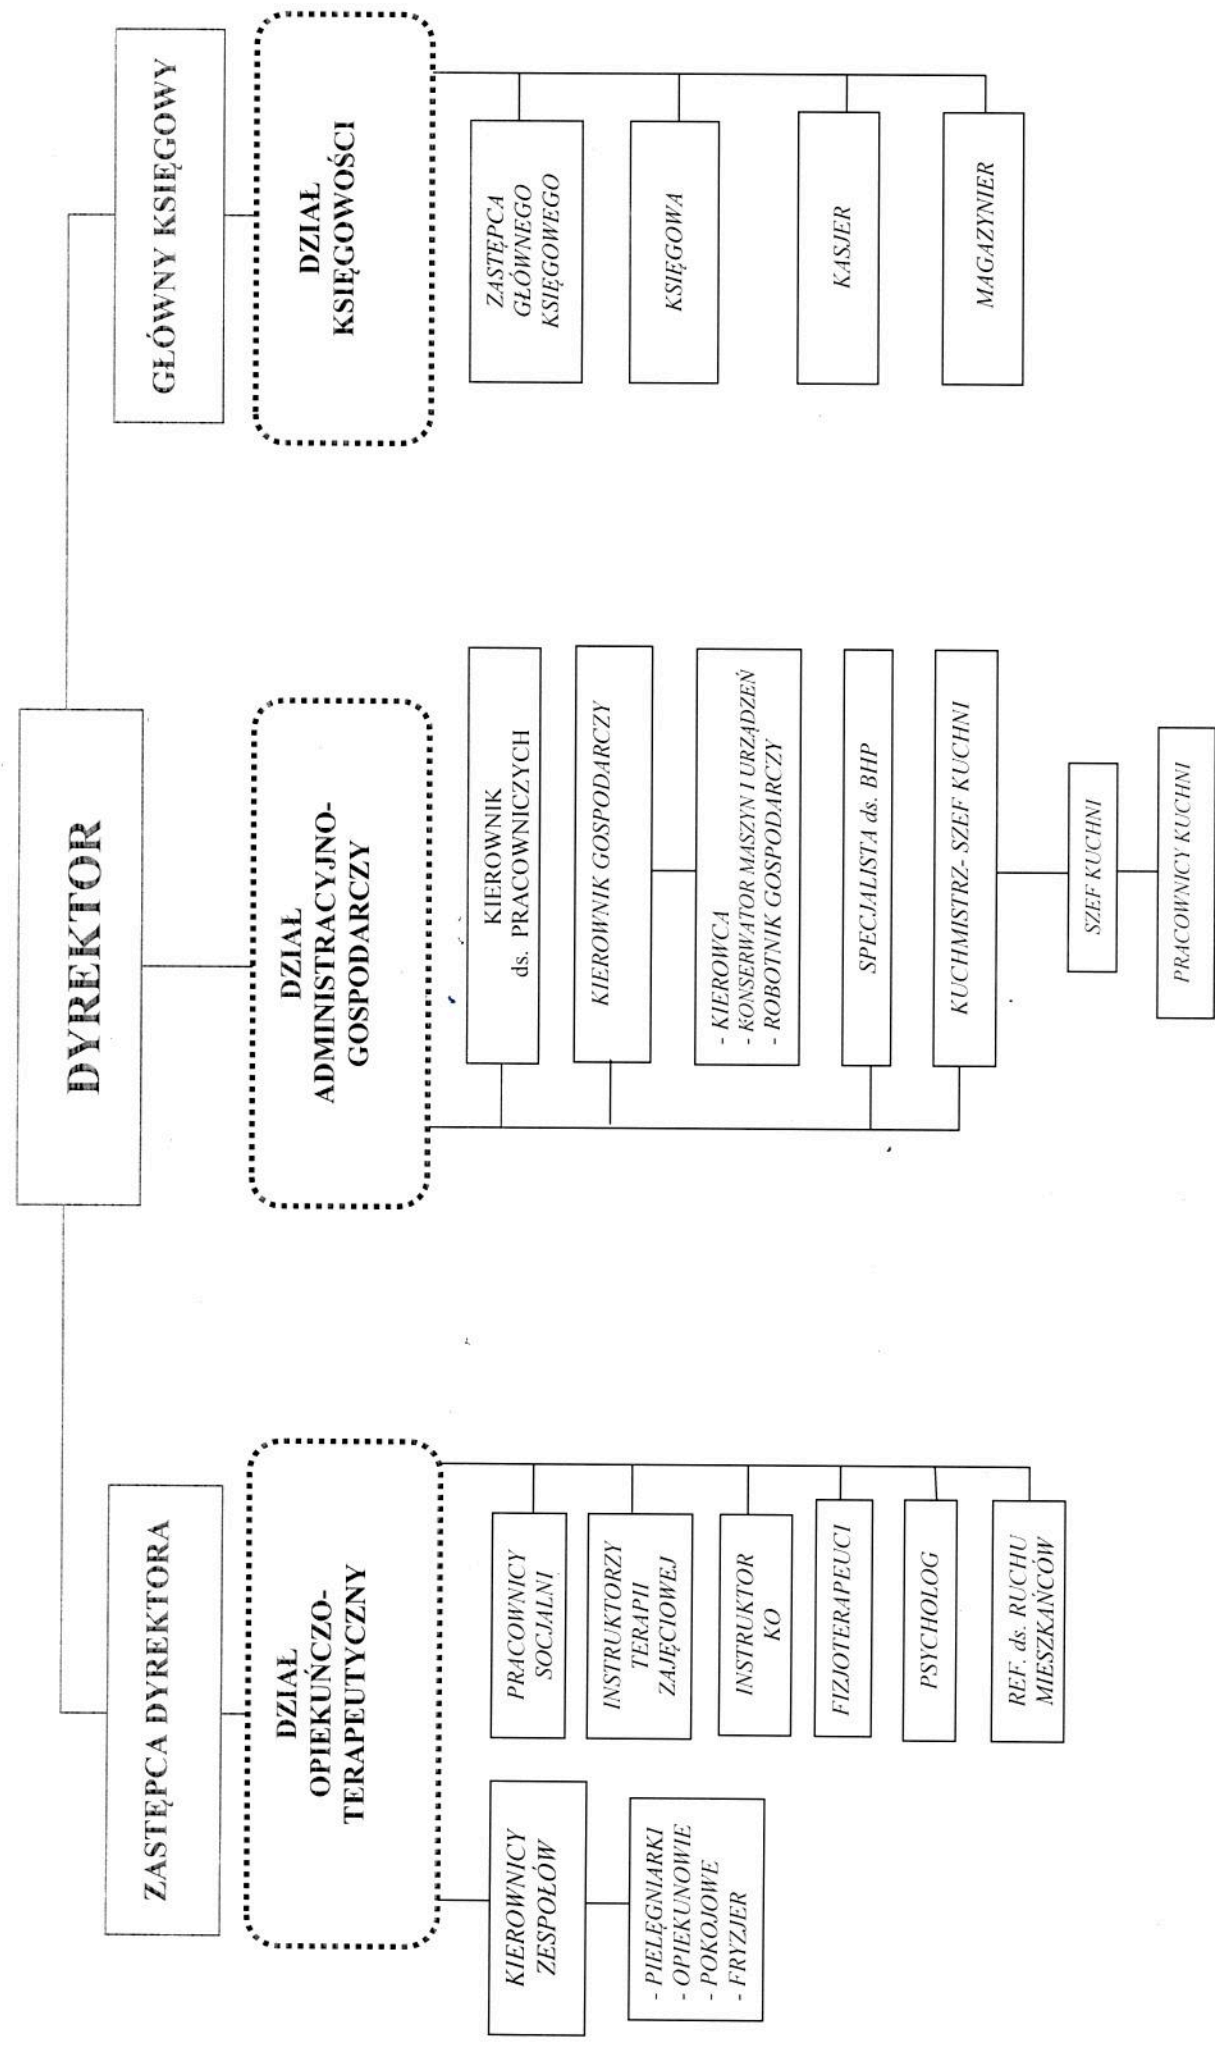 DYREKTOR
ZASTĘPCA DYREKTORA
GŁÓWNY KSIĘGOWY
DZIAŁ
OPIEKUŃCZO-
TERAPEUTYCZNY
KIEROWNICY
ZESPOŁÓW
- PIELĘGNIARKI
- OPIEKUNOWIE
- POKOJOWE
- FRYZJER
PRACOWNICY
SOCJALNI
INSTRUKTORZY
TERAPII
ZAJĘCIOWEJ
INSTRUKTOR
KO
FIZJOTERAPEUCI
PSYCHOLOG
REF. ds. RUCHU
MIESZKAŃCÓW
DZIAŁ
ADMINISTRACYJNO-
GOSPODARCZY
KIEROWNIK
ds. PRACOWNICZYCH
KIEROWNIK GOSPODARCZY
- KIEROWCA
- KONSERWATOR MASZYN I URZĄDZEŃ
- ROBOTNIK GOSPODARCZY
SPECJALISTA ds. BHP
KUCHMISTRZ- SZEF KUCHNI
SZEF KUCHNI
PRACOWNICY KUCHNI
DZIAŁ
KSIĘGOWOŚCI
ZASTĘPCA
GŁÓWNEGO
KSIĘGOWEGO
KSIĘGOWA
KASJER
MAGAZYNIER